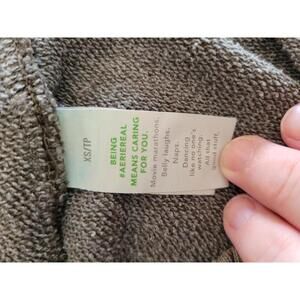 XS/TP
BEING
#AERIEREAL
MEANS CARING
FOR YOU.
Movie marathons.
Belly laughs.
Naps.
Dancing
like no one's
watching.
All that
good stuff.